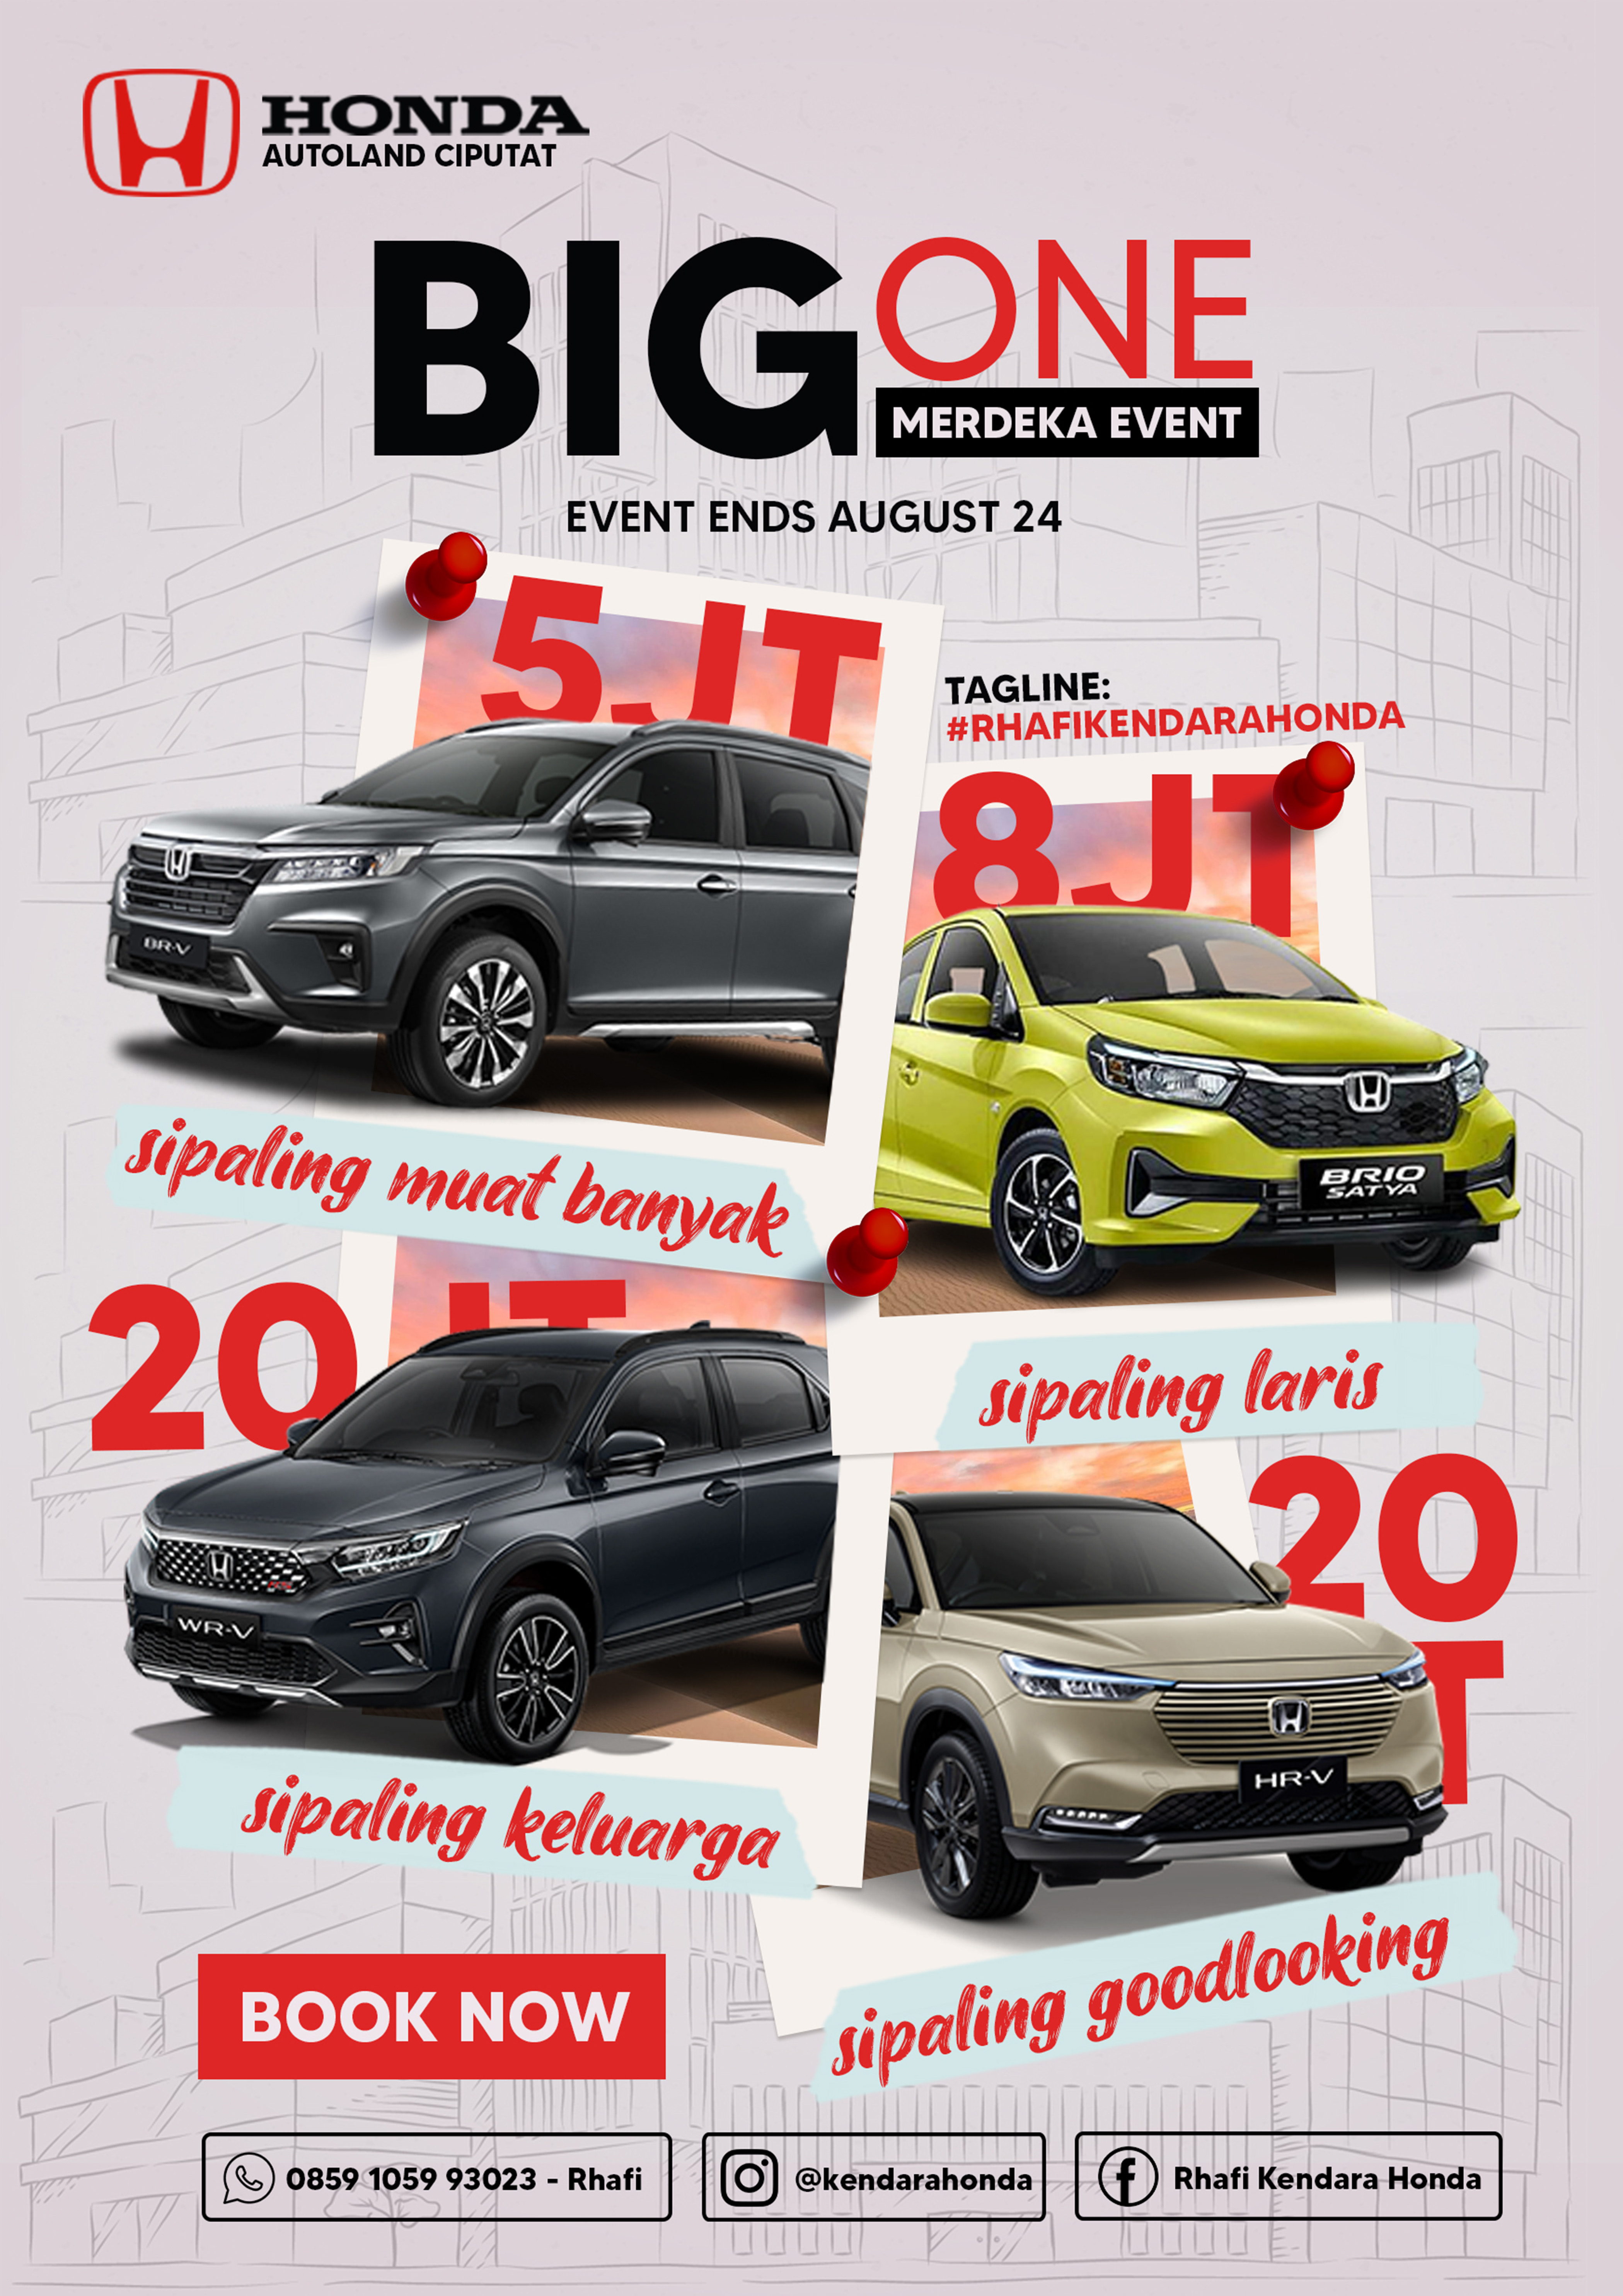 HONDA
AUTOLAND CIPUTAT
BIG ONE
MERDEKA EVENT
EVENT ENDS AUGUST 24
5JT
TAGLINE:
#RHAFIKENDARAHONDA
8JT
BR-V
BRIO
SATYA
sipaling muat banyak
20 JT
sipaling laris
WR-V
20
T
HR-V
sipaling keluarga
sipaling goodlooking
BOOK NOW
0859 1059 93023 - Rhafi
@kendarahonda
Rhafi Kendara Honda